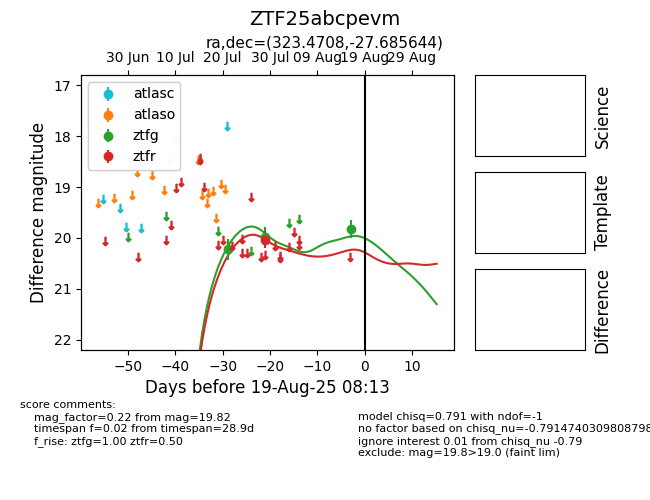 ZTF25abcpevm
ra,dec=(323.4708,-27.685644)
30 Jun 10 Jul 20 Jul 30 Jul 09 Aug 19 Aug 29 Aug
17
18
19
20
21
22
Difference magnitude
atlasc
atlaso
ztfg
ztfr
−50 −40 −30 −20 −10 0 10
Days before 19-Aug-25 08:13
Science
Template
Difference
score comments:
mag_factor=0.22 from mag=19.82
timespan f=0.02 from timespan=28.9d
f_rise: ztfg=1.00 ztfr=0.50
model chisq=0.791 with ndof=-1
no factor based on chisq_nu=-0.7914740309808798
ignore interest 0.01 from chisq_nu -0.79
exclude: mag=19.8>19.0 (faint lim)